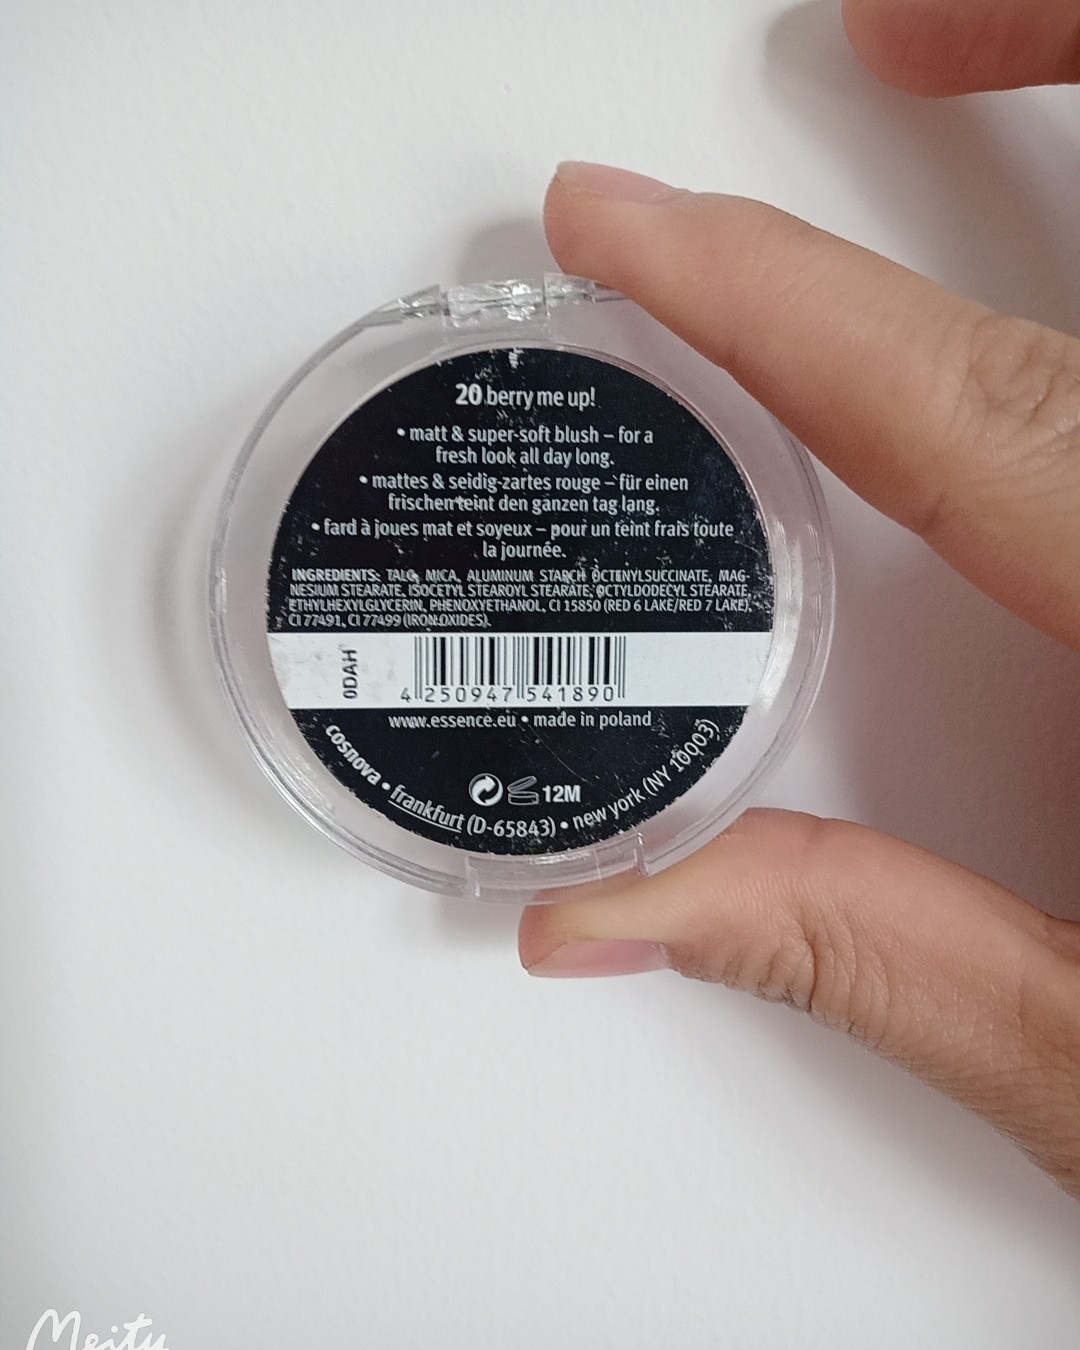 20 berry me up!
• matt & super-soft blush – for a
fresh look all day long.
• mattes & seidig-zartes rouge – für einen
frischen teint den ganzen tag lang.
• fard à joues mat et soyeux – pour un teint frais toute
la journée.
INGREDIENTS: TALC, MICA, ALUMINUM STARCH OCTENYLSUCCINATE, MAG-
NESIUM STEARATE, ISOCETYL STEAROYL STEARATE, OCTYLDODECYL STEARATE,
ETHYLHEXYLGLYCERIN, PHENOXYETHANOL, CI 15850 (RED 6 LAKE/RED 7 LAKE),
CI 77491, CI 77499 (IRON OXIDES).
0DAH
4 250947 541890
www.essence.eu • made in poland
12M
cosnova • frankfurt (D-65843) • new york (NY 10003)
Meitu